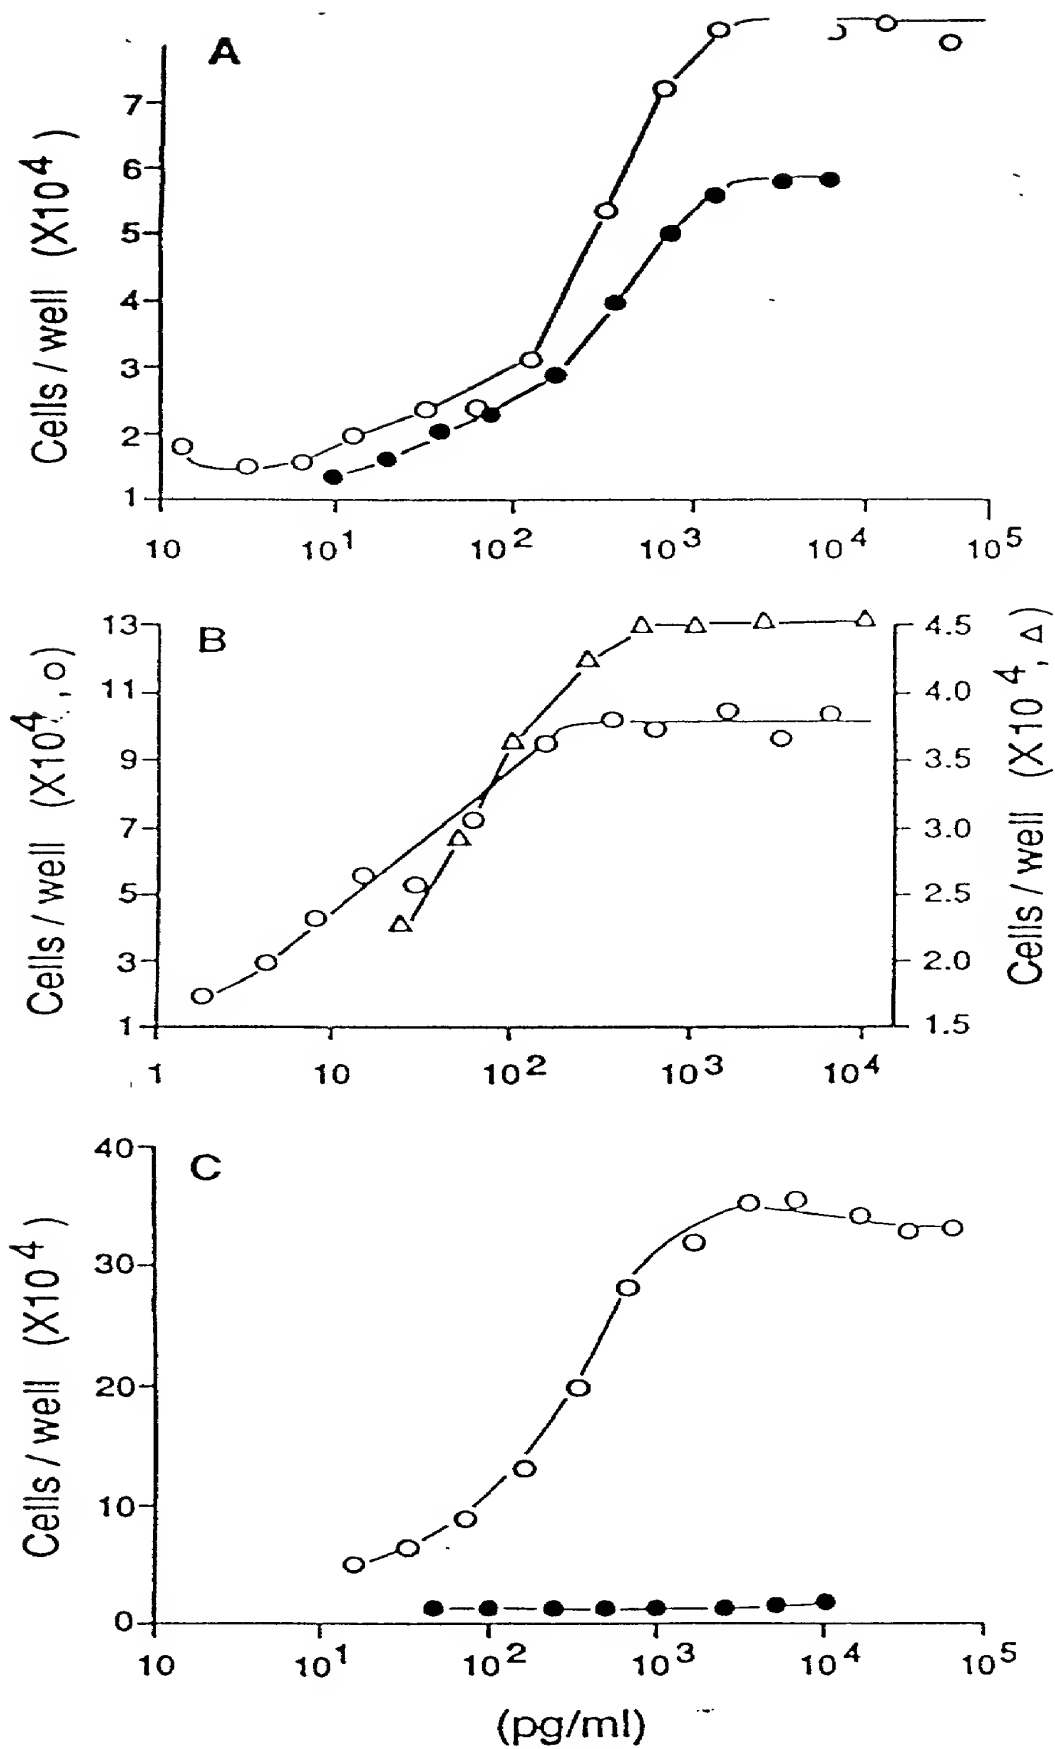 A
Cells / well (X10⁴)
7
6
5
4
3
2
1
10 10¹ 10² 10³ 10⁴ 10⁵
B
Cells / well (X10⁴, o)
13
11
9
7
5
3
1
4.5
4.0
3.5
3.0
2.5
2.0
1.5
Cells / well (X10⁴, Δ)
1 10 10² 10³ 10⁴
C
Cells / well (X10⁴)
40
30
20
10
0
10 10¹ 10² 10³ 10⁴ 10⁵
(pg/ml)